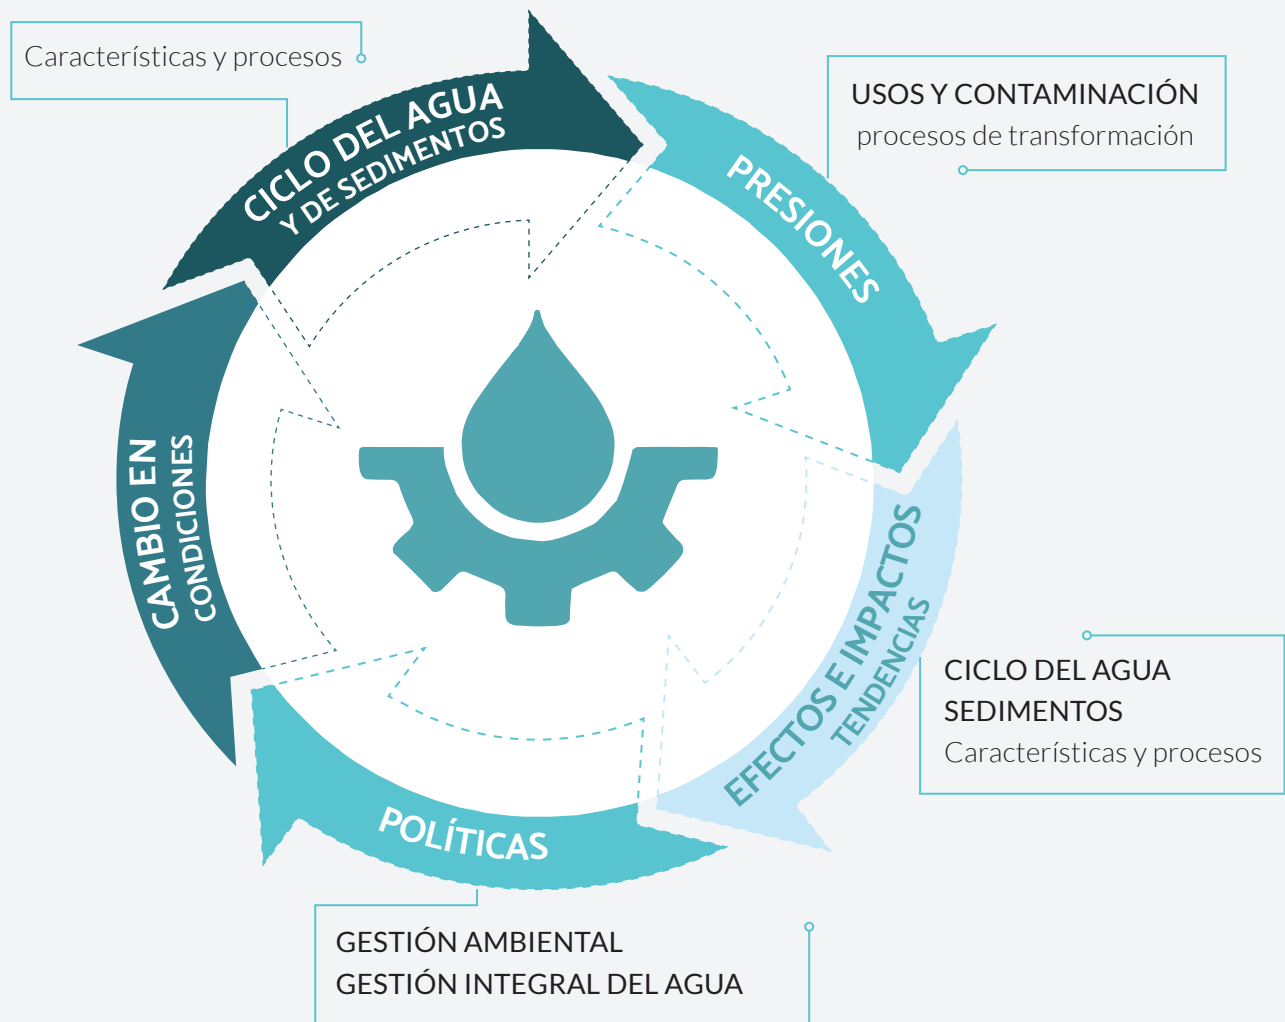 Características y procesos
CICLO DEL AGUA
Y DE SEDIMENTOS
USOS Y CONTAMINACIÓN
procesos de transformación
PRESIONES
EFECTOS E IMPACTOS
TENDENCIAS
CICLO DEL AGUA
SEDIMENTOS
Características y procesos
POLÍTICAS
GESTIÓN AMBIENTAL
GESTIÓN INTEGRAL DEL AGUA
CAMBIO EN
CONDICIONES